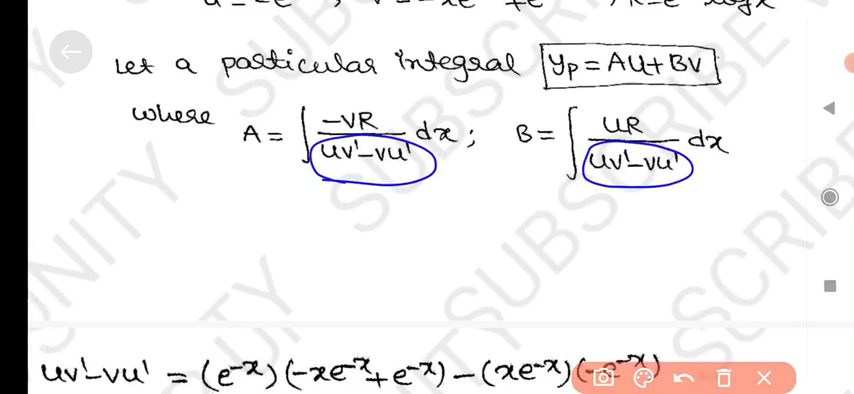 Let a particular integral yp = Au + Bv
where A = ∫ -vR / uv' - vu' dx ; B = ∫ uR / uv' - vu' dx
uv' - vu' = (e^-x) (-xe^-x + e^-x) - (xe^-x) (-e^-x)